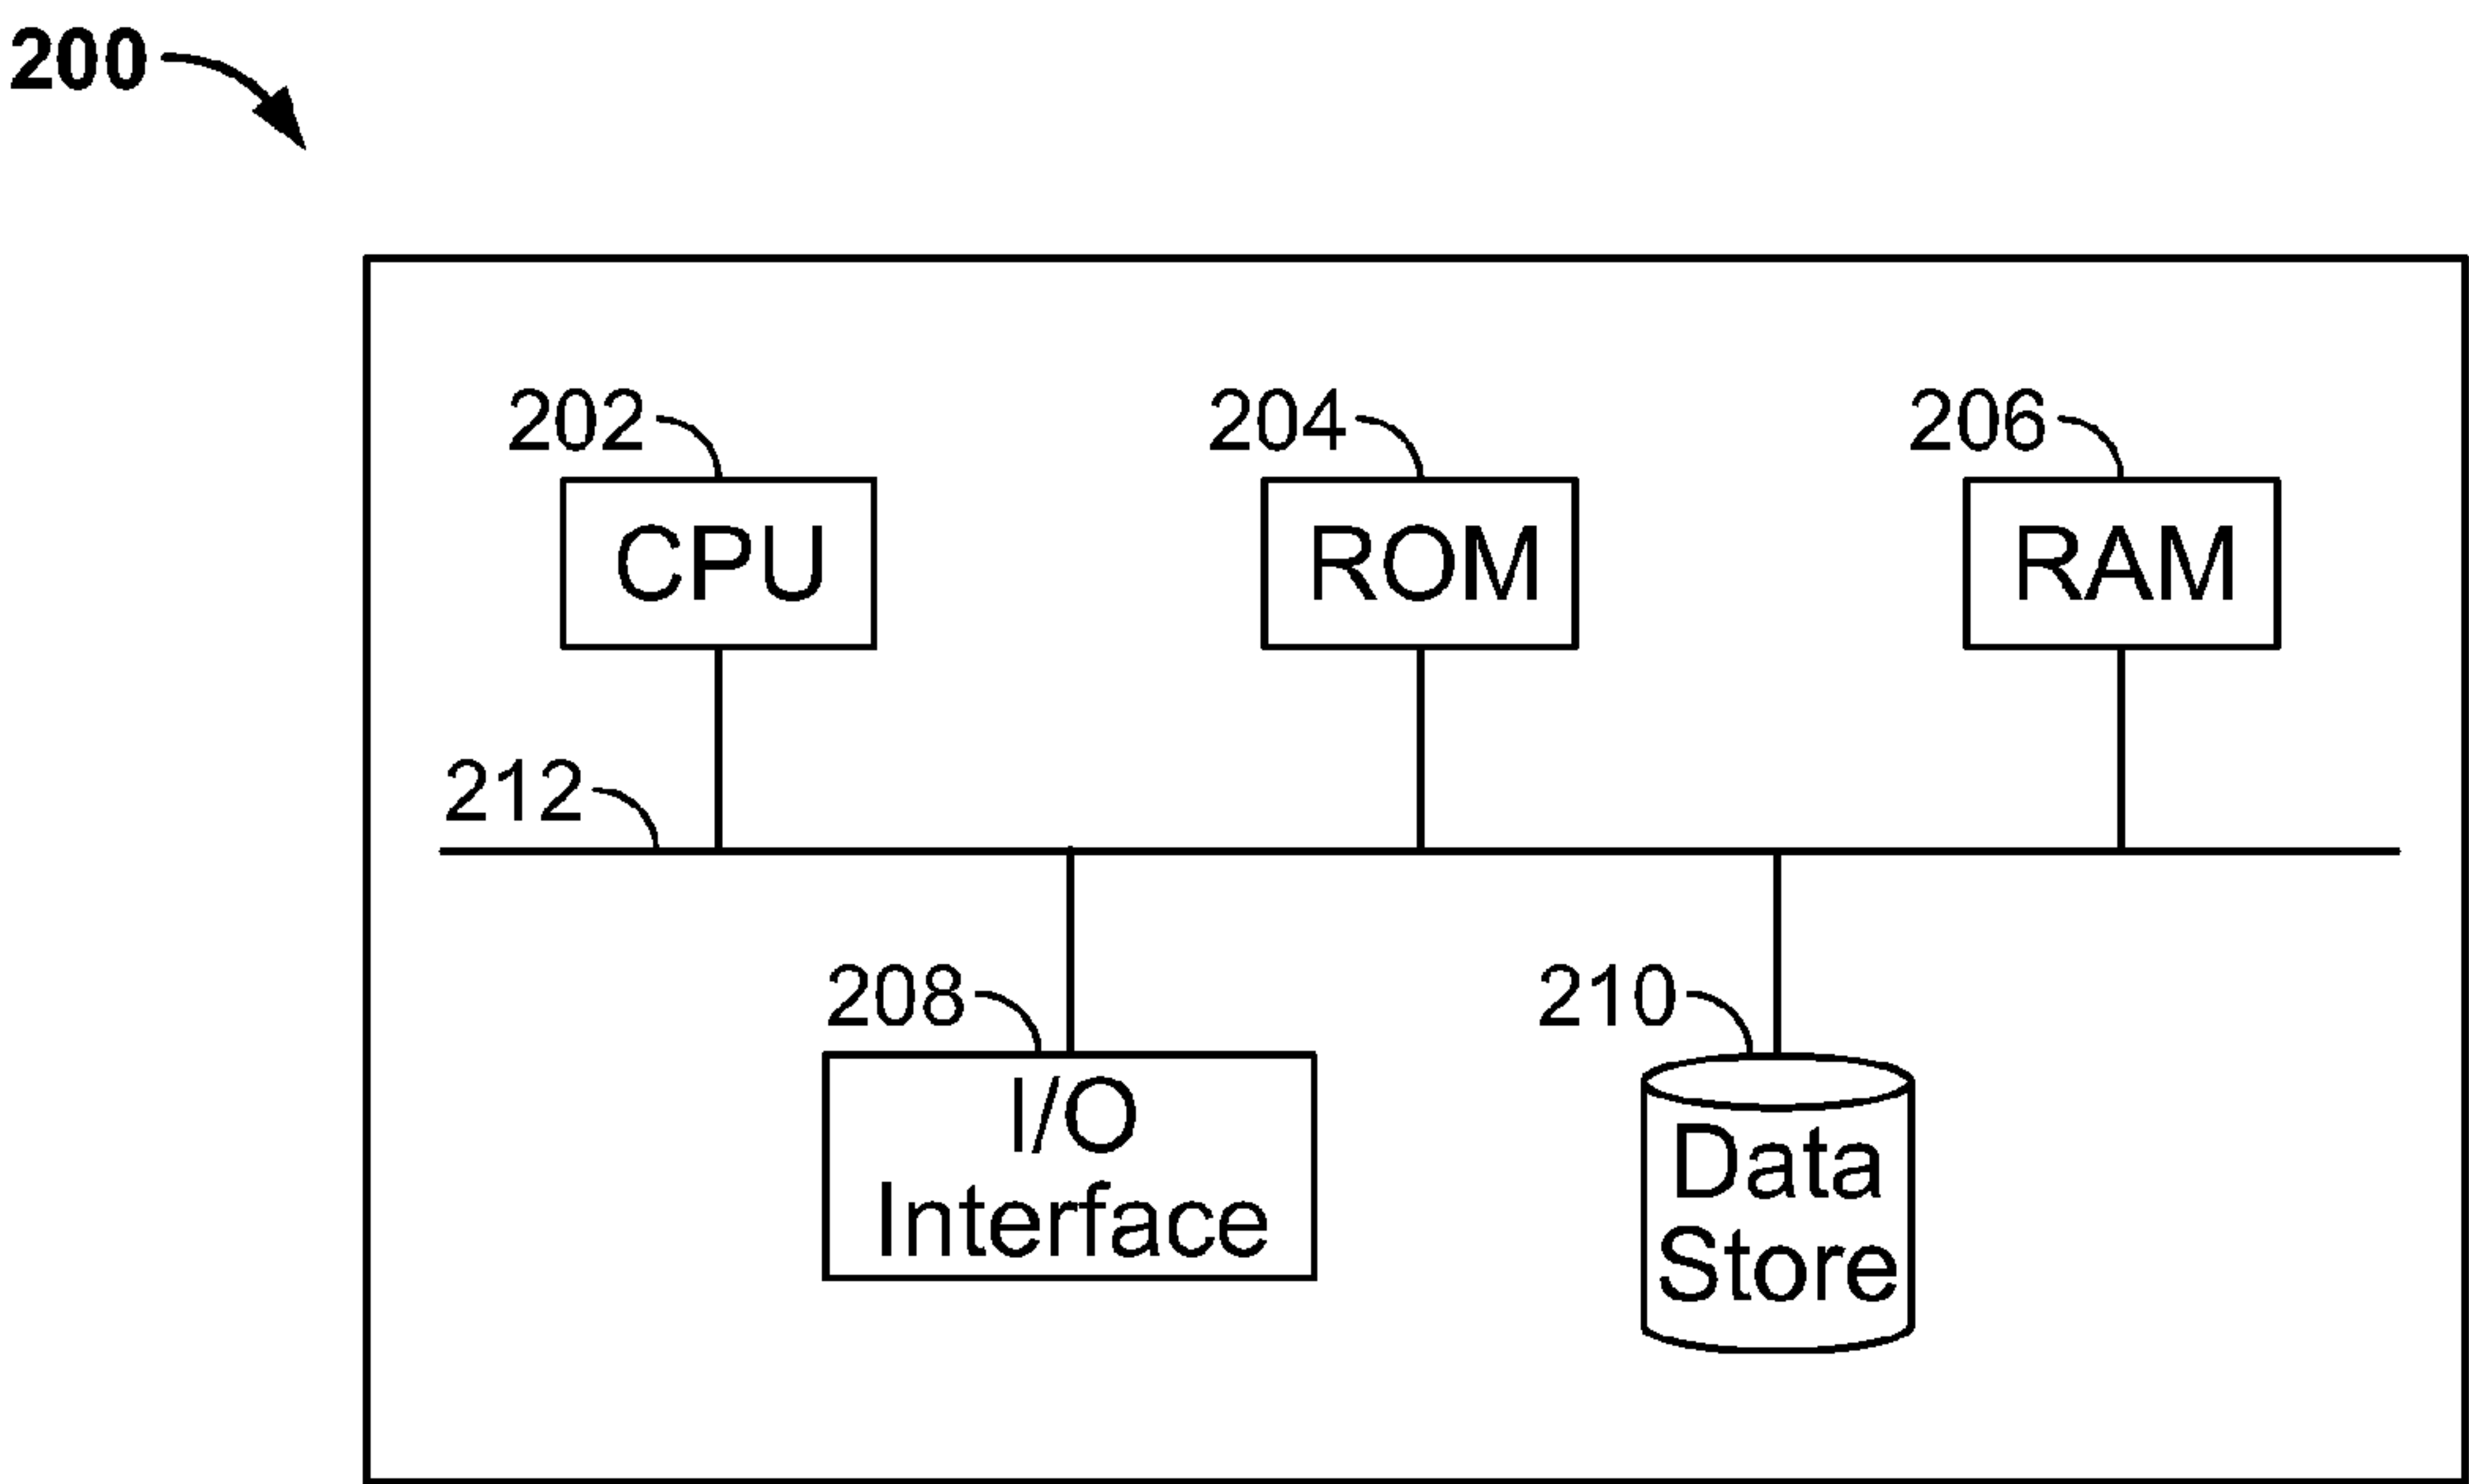 200
202
204
206
CPU
ROM
RAM
212
208
210
I/O
Interface
Data
Store